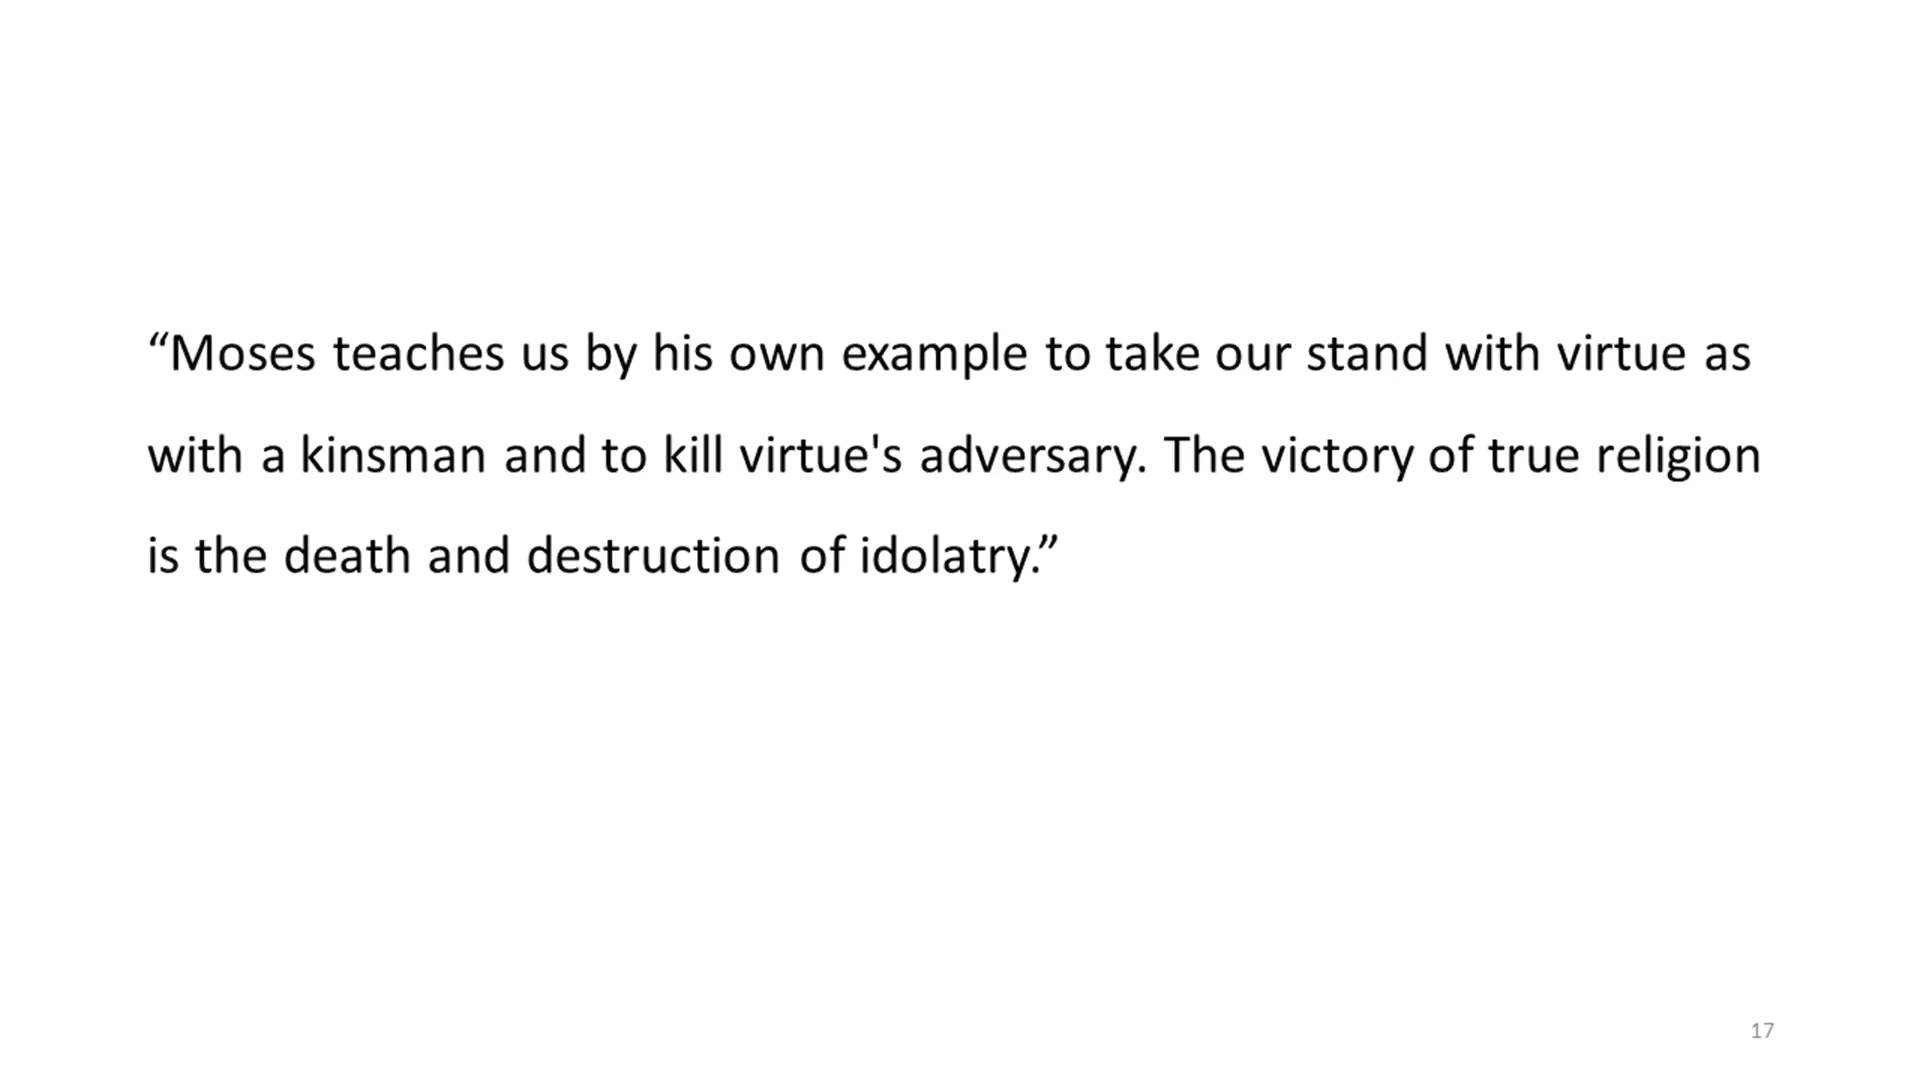 “Moses teaches us by his own example to take our stand with virtue as
with a kinsman and to kill virtue's adversary. The victory of true religion
is the death and destruction of idolatry.”
17